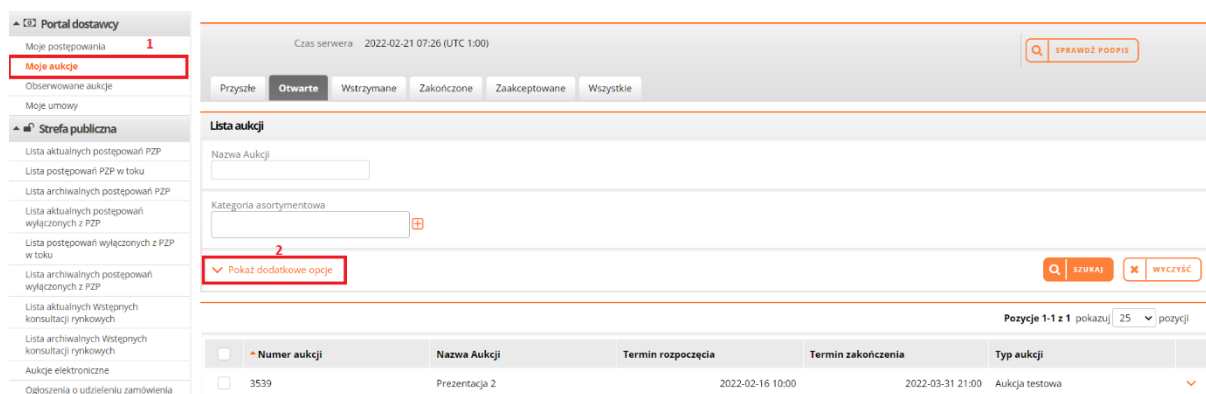 Portal dostawcy
Moje postępowania 1
Moje aukcje
Obserwowane aukcje
Moje umowy
Strefa publiczna
Lista aktualnych postępowań PZP
Lista postępowań PZP w toku
Lista archiwalnych postępowań PZP
Lista aktualnych postępowań
wyłączonych z PZP
Lista postępowań wyłączonych z PZP
w toku
Lista archiwalnych postępowań
wyłączonych z PZP
Lista aktualnych Wstępnych
konsultacji rynkowych
Lista archiwalnych Wstępnych
konsultacji rynkowych
Aukcje elektroniczne
Ogłoszenia o udzieleniu zamówienia
Czas serwera 2022-02-21 07:26 (UTC 1:00)
SPRAWDŹ PODPIS
Przyszłe Otwarte Wstrzymane Zakończone Zaakceptowane Wszystkie
Lista aukcji
Nazwa Aukcji
Kategoria asortymentowa
2
Pokaż dodatkowe opcje
SZUKAJ WYCZYŚĆ
Pozycje 1-1 z 1 pokazuj 25 pozycji
Numer aukcji Nazwa Aukcji Termin rozpoczęcia Termin zakończenia Typ aukcji
3539 Prezentacja 2 2022-02-16 10:00 2022-03-31 21:00 Aukcja testowa